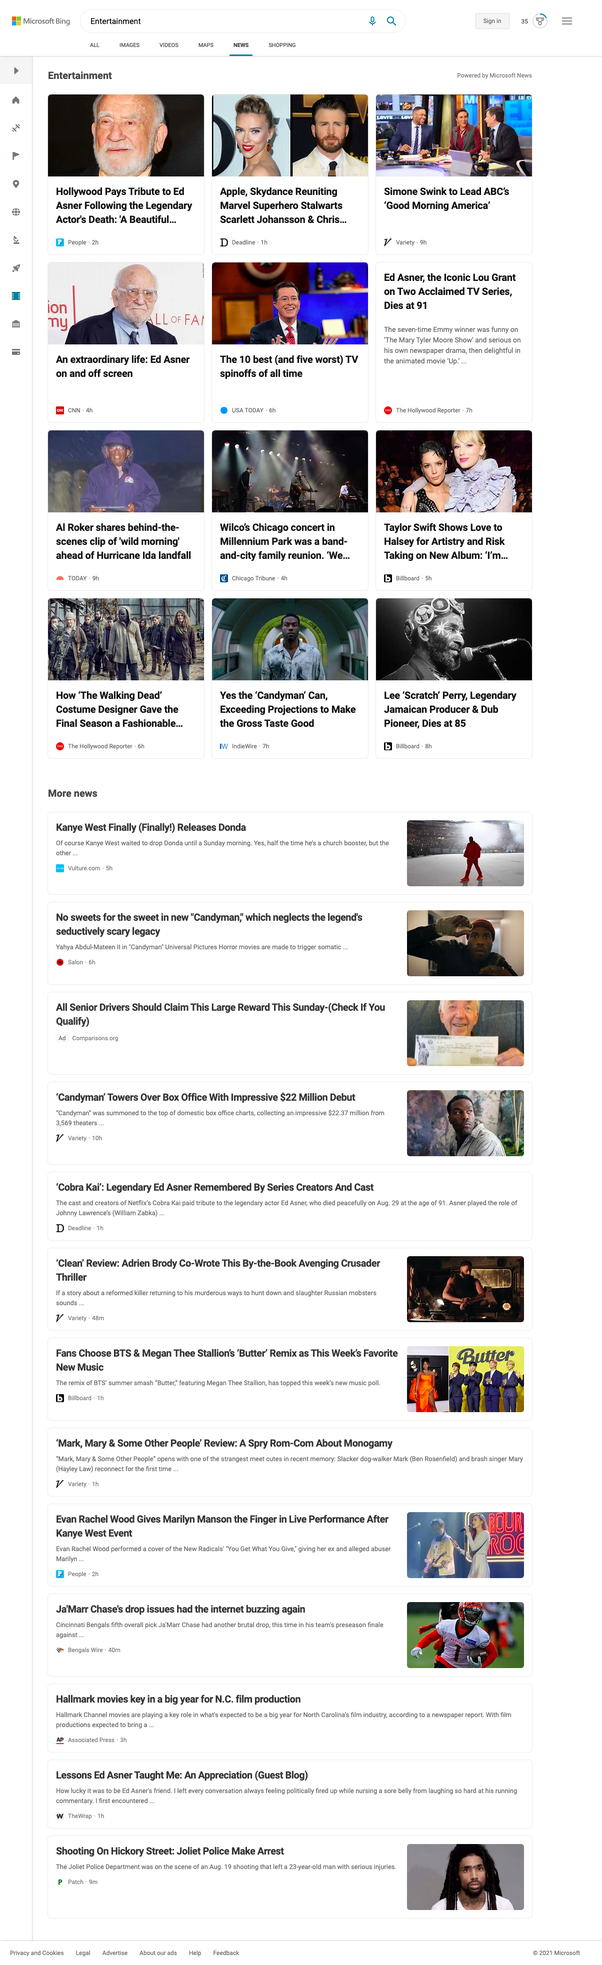 Microsoft Bing
Entertainment
Sign in
35
ALL
IMAGES
VIDEOS
MAPS
NEWS
SHOPPING
Entertainment
Powered by Microsoft News
Hollywood Pays Tribute to Ed
Asner Following the Legendary
Actor's Death: 'A Beautiful...
People · 2h
Apple, Skydance Reuniting
Marvel Superhero Stalwarts
Scarlett Johansson & Chris...
Deadline · 1h
Simone Swink to Lead ABC's
'Good Morning America'
Variety · 9h
An extraordinary life: Ed Asner
on and off screen
CNN · 4h
The 10 best (and five worst) TV
spinoffs of all time
USA TODAY · 6h
Ed Asner, the Iconic Lou Grant
on Two Acclaimed TV Series,
Dies at 91
The seven-time Emmy winner was funny on
'The Mary Tyler Moore Show' and serious on
his own newspaper drama, then delightful in
the animated movie 'Up.' ...
The Hollywood Reporter · 7h
Al Roker shares behind-the-
scenes clip of 'wild morning'
ahead of Hurricane Ida landfall
TODAY · 9h
Wilco's Chicago concert in
Millennium Park was a band-
and-city family reunion. 'We...
Chicago Tribune · 4h
Taylor Swift Shows Love to
Halsey for Artistry and Risk
Taking on New Album: 'I'm...
Billboard · 5h
How 'The Walking Dead'
Costume Designer Gave the
Final Season a Fashionable...
The Hollywood Reporter · 6h
Yes the 'Candyman' Can,
Exceeding Projections to Make
the Gross Taste Good
IndieWire · 7h
Lee 'Scratch' Perry, Legendary
Jamaican Producer & Dub
Pioneer, Dies at 85
Billboard · 8h
More news
Kanye West Finally (Finally!) Releases Donda
Of course Kanye West waited to drop Donda until a Sunday morning. Yes, half the time he's a church booster, but the
other ...
Vulture.com · 5h
No sweets for the sweet in new "Candyman," which neglects the legend's
seductively scary legacy
Yahya Abdul-Mateen II in "Candyman" Universal Pictures Horror movies are made to trigger somatic ...
Salon · 6h
All Senior Drivers Should Claim This Large Reward This Sunday-(Check If You
Qualify)
Ad Comparisons.org
'Candyman' Towers Over Box Office With Impressive $22 Million Debut
"Candyman" was summoned to the top of domestic box office charts, collecting an impressive $22.37 million from
3,569 theaters ...
Variety · 10h
'Cobra Kai': Legendary Ed Asner Remembered By Series Creators And Cast
The cast and creators of Netflix's Cobra Kai paid tribute to the legendary actor Ed Asner, who died peacefully on Aug. 29 at the age of 91. Asner played the role of
Johnny Lawrence's (William Zabka) ...
Deadline · 1h
'Clean' Review: Adrien Brody Co-Wrote This By-the-Book Avenging Crusader
Thriller
If a story about a reformed killer returning to his murderous ways to hunt down and slaughter Russian mobsters
sounds ...
Variety · 48m
Fans Choose BTS & Megan Thee Stallion's 'Butter' Remix as This Week's Favorite
New Music
The remix of BTS' summer smash "Butter," featuring Megan Thee Stallion, has topped this week's new music poll.
Billboard · 1h
Butter
'Mark, Mary & Some Other People' Review: A Spry Rom-Com About Monogamy
"Mark, Mary & Some Other People" opens with one of the strangest meet cutes in recent memory: Slacker dog-walker Mark (Ben Rosenfield) and brash singer Mary
(Hayley Law) reconnect for the first time ...
Variety · 1h
Evan Rachel Wood Gives Marilyn Manson the Finger in Live Performance After
Kanye West Event
Evan Rachel Wood performed a cover of the New Radicals' "You Get What You Give," giving her ex and alleged abuser
Marilyn ...
People · 2h
Ja'Marr Chase's drop issues had the internet buzzing again
Cincinnati Bengals fifth overall pick Ja'Marr Chase had another brutal drop, this time in his team's preseason finale
against ...
Bengals Wire · 40m
Hallmark movies key in a big year for N.C. film production
Hallmark Channel movies are playing a key role in what's expected to be a big year for North Carolina's film industry, according to a newspaper report. With film
productions expected to bring a ...
AP Associated Press · 3h
Lessons Ed Asner Taught Me: An Appreciation (Guest Blog)
How lucky it was to be Ed Asner's friend. I left every conversation always feeling politically fired up while nursing a sore belly from laughing so hard at his running
commentary. I first encountered ...
TheWrap · 1h
Shooting On Hickory Street: Joliet Police Make Arrest
The Joliet Police Department was on the scene of an Aug. 19 shooting that left a 23-year-old man with serious injuries.
Patch · 9m
Privacy and Cookies
Legal
Advertise
About our ads
Help
Feedback
© 2021 Microsoft